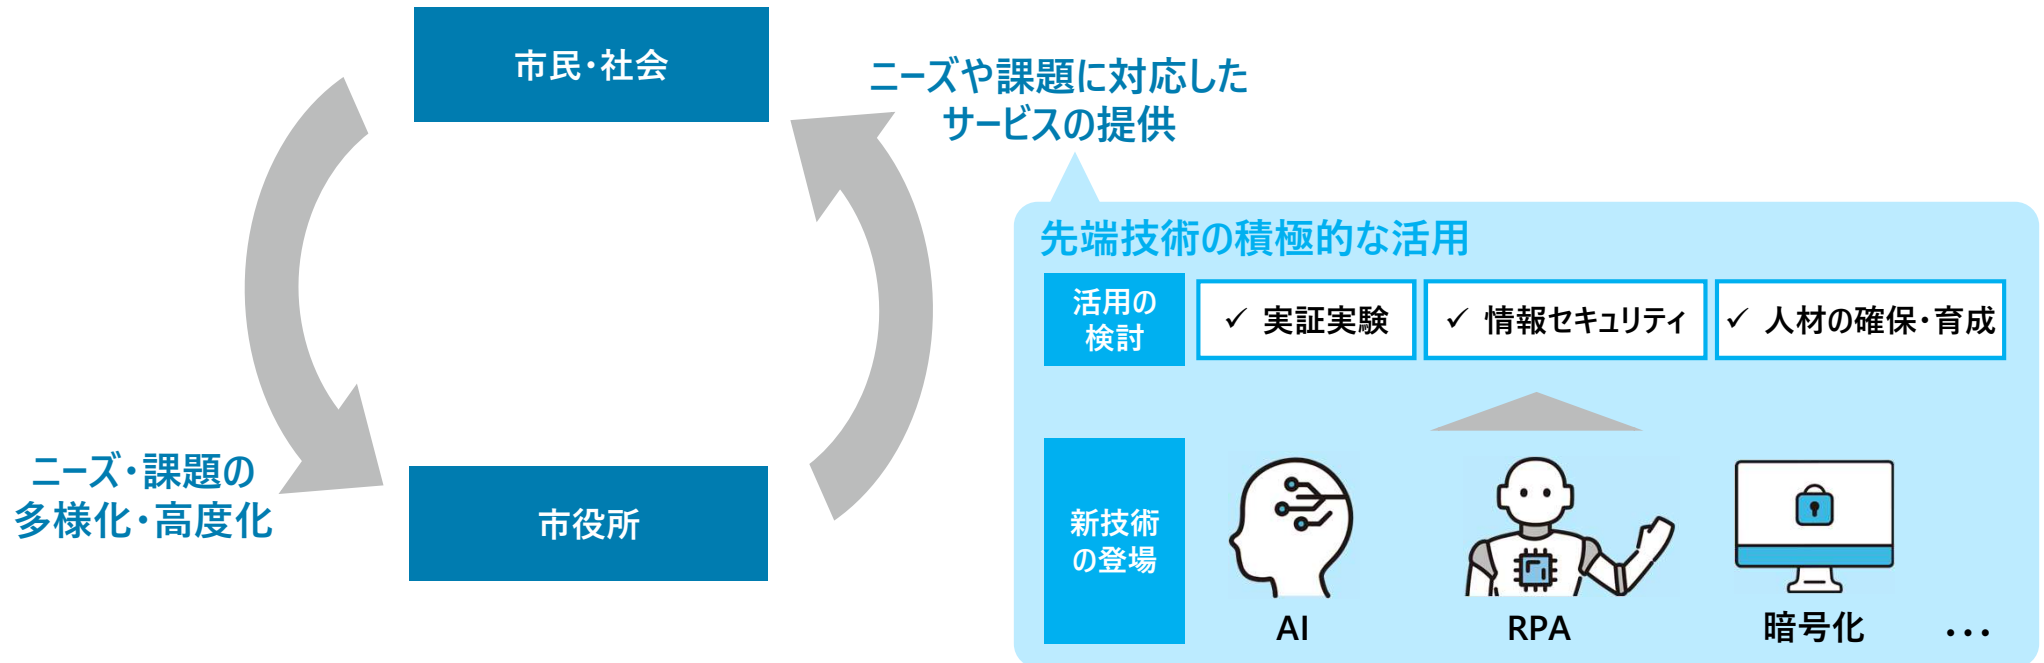 市民・社会
ニーズや課題に対応した
サービスの提供
ニーズ・課題の
多様化・高度化
市役所
先端技術の積極的な活用
活用の
検討
✓ 実証実験
✓ 情報セキュリティ
✓ 人材の確保・育成
新技術
の登場
AI
RPA
暗号化
・・・